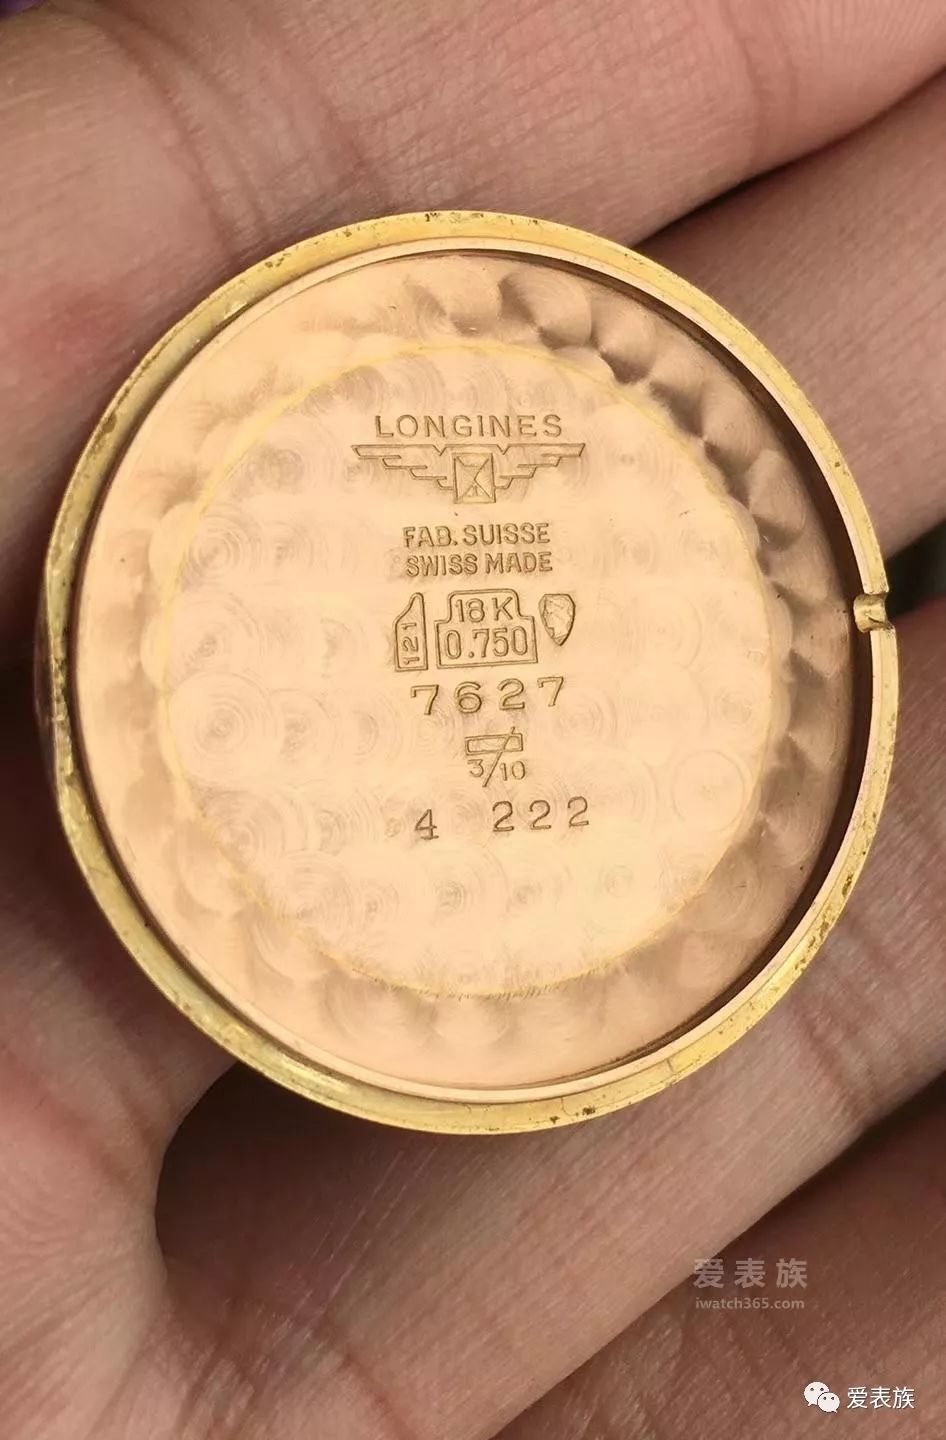 LONGINES
FAB. SUISSE
SWISS MADE
121
18 K
0.750
7627
3/10
4 222
爱表族
iwatch365.com
爱表族